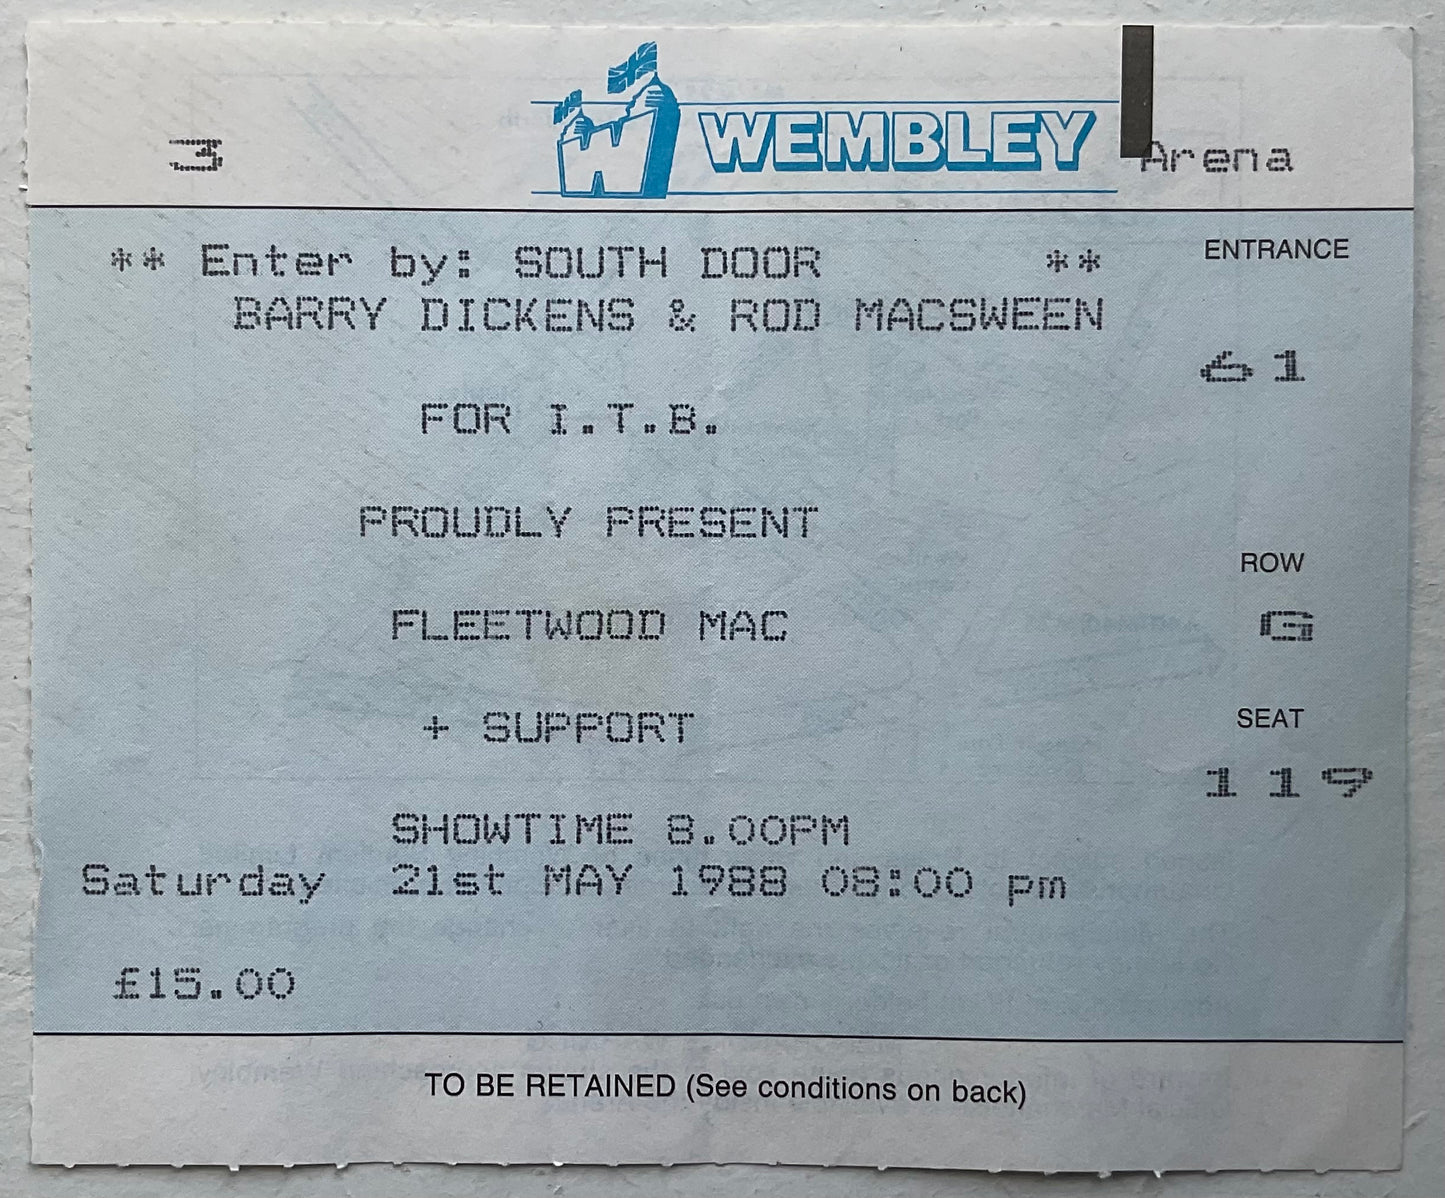 3 WEMBLEY Arena
** Enter by: SOUTH DOOR **
ENTRANCE
BARRY DICKENS & ROD MACSWEEN
61
FOR I.T.B.
PROUDLY PRESENT
ROW
FLEETWOOD MAC
G
+ SUPPORT
SEAT
119
SHOWTIME 8.00PM
Saturday 21st MAY 1988 08:00 pm
£15.00
TO BE RETAINED (See conditions on back)